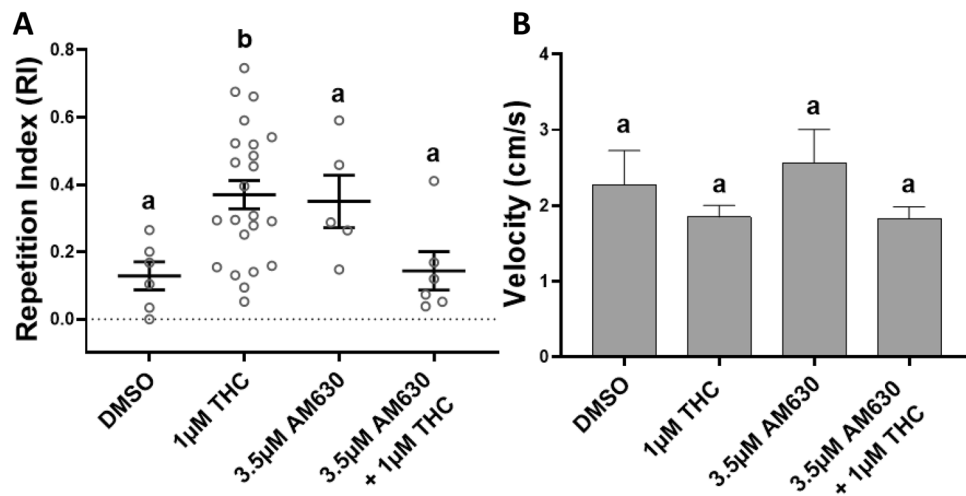 A
B
Repetition Index (RI)
0.8
0.6
0.4
0.2
0.0
a
b
a
a
DMSO
1µM THC
3.5µM AM630
3.5µM AM630
+ 1µM THC
Velocity (cm/s)
4
3
2
1
0
a
a
a
a
DMSO
1µM THC
3.5µM AM630
3.5µM AM630
+ 1µM THC